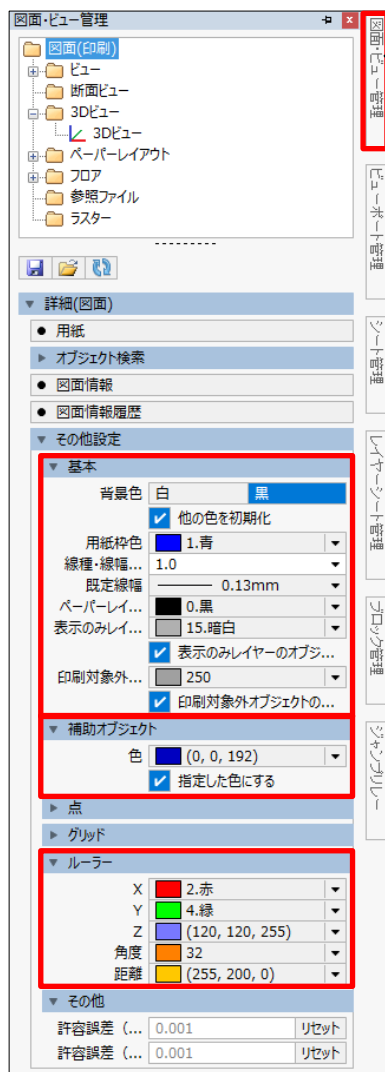 図面・ビュー管理
図面(印刷)
ビュー
断面ビュー
3Dビュー
3Dビュー
ペーパーレイアウト
フロア
参照ファイル
ラスター
詳細(図面)
用紙
オブジェクト検索
図面情報
図面情報履歴
その他設定
基本
背景色 白 黒
他の色を初期化
用紙枠色 1.青
線種・線幅... 1.0
既定線幅 0.13mm
ペーパーレイ... 0.黒
表示のみレイ... 15.暗白
表示のみレイヤーのオブジ...
印刷対象外... 250
印刷対象外オブジェクトの...
補助オブジェクト
色 (0, 0, 192)
指定した色にする
点
グリッド
ルーラー
X 2.赤
Y 4.緑
Z (120, 120, 255)
角度 32
距離 (255, 200, 0)
その他
許容誤差 (... 0.001 リセット
許容誤差 (... 0.001 リセット
図面・ビュー管理
ビューポート管理
シート管理
レイヤーシート管理
ブロック管理
ジャンプリレー